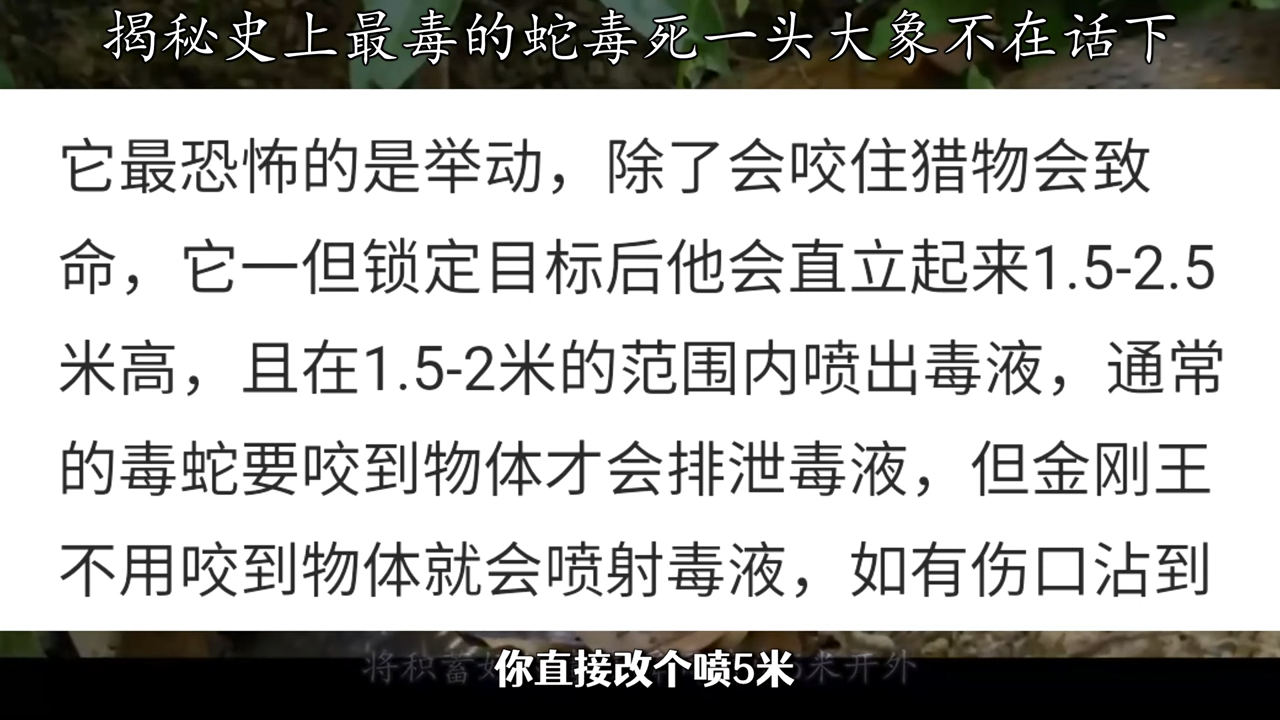 揭秘史上最毒的蛇毒死一头大象不在话下
它最恐怖的是举动，除了会咬住猎物会致
命，它一但锁定目标后他会直立起来1.5-2.5
米高，且在1.5-2米的范围内喷出毒液，通常
的毒蛇要咬到物体才会排泄毒液，但金刚王
不用咬到物体就会喷射毒液，如有伤口沾到
将积蓄 米开外
你直接改个喷5米